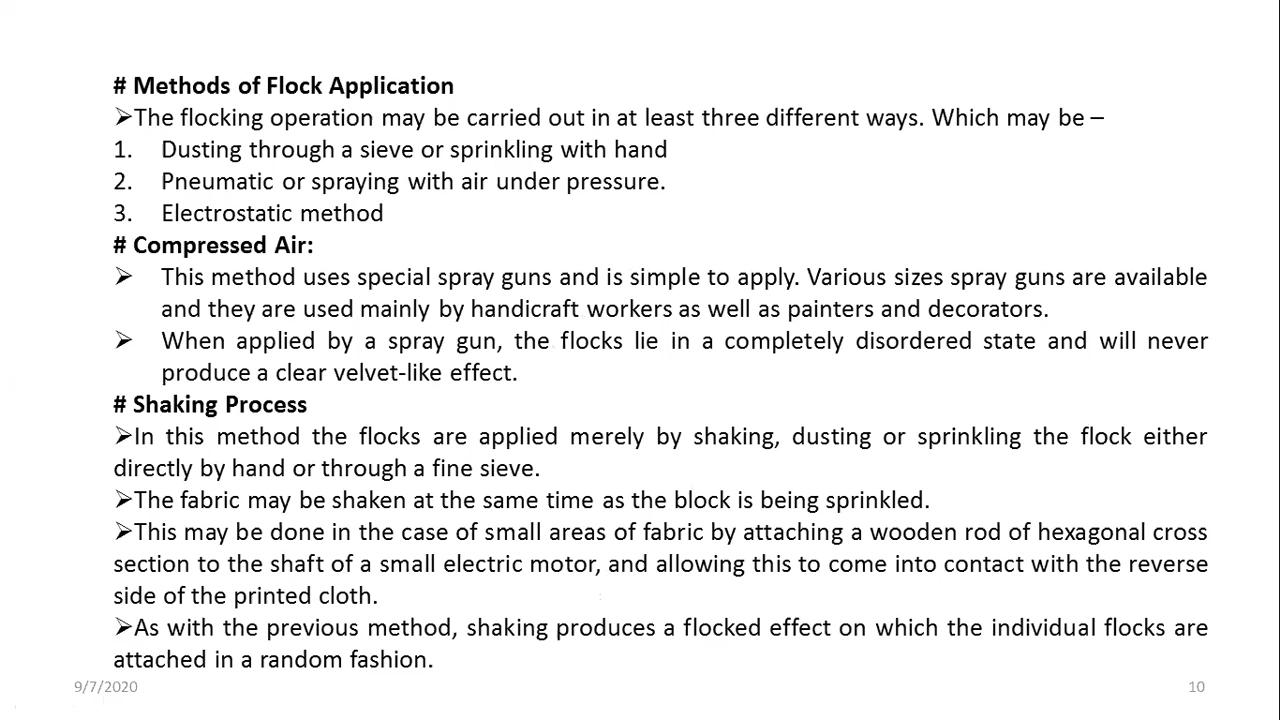 # Methods of Flock Application
➢The flocking operation may be carried out in at least three different ways. Which may be –
1. Dusting through a sieve or sprinkling with hand
2. Pneumatic or spraying with air under pressure.
3. Electrostatic method
# Compressed Air:
➢ This method uses special spray guns and is simple to apply. Various sizes spray guns are available
and they are used mainly by handicraft workers as well as painters and decorators.
➢ When applied by a spray gun, the flocks lie in a completely disordered state and will never
produce a clear velvet-like effect.
# Shaking Process
➢In this method the flocks are applied merely by shaking, dusting or sprinkling the flock either
directly by hand or through a fine sieve.
➢The fabric may be shaken at the same time as the block is being sprinkled.
➢This may be done in the case of small areas of fabric by attaching a wooden rod of hexagonal cross
section to the shaft of a small electric motor, and allowing this to come into contact with the reverse
side of the printed cloth.
➢As with the previous method, shaking produces a flocked effect on which the individual flocks are
attached in a random fashion.
9/7/2020 10